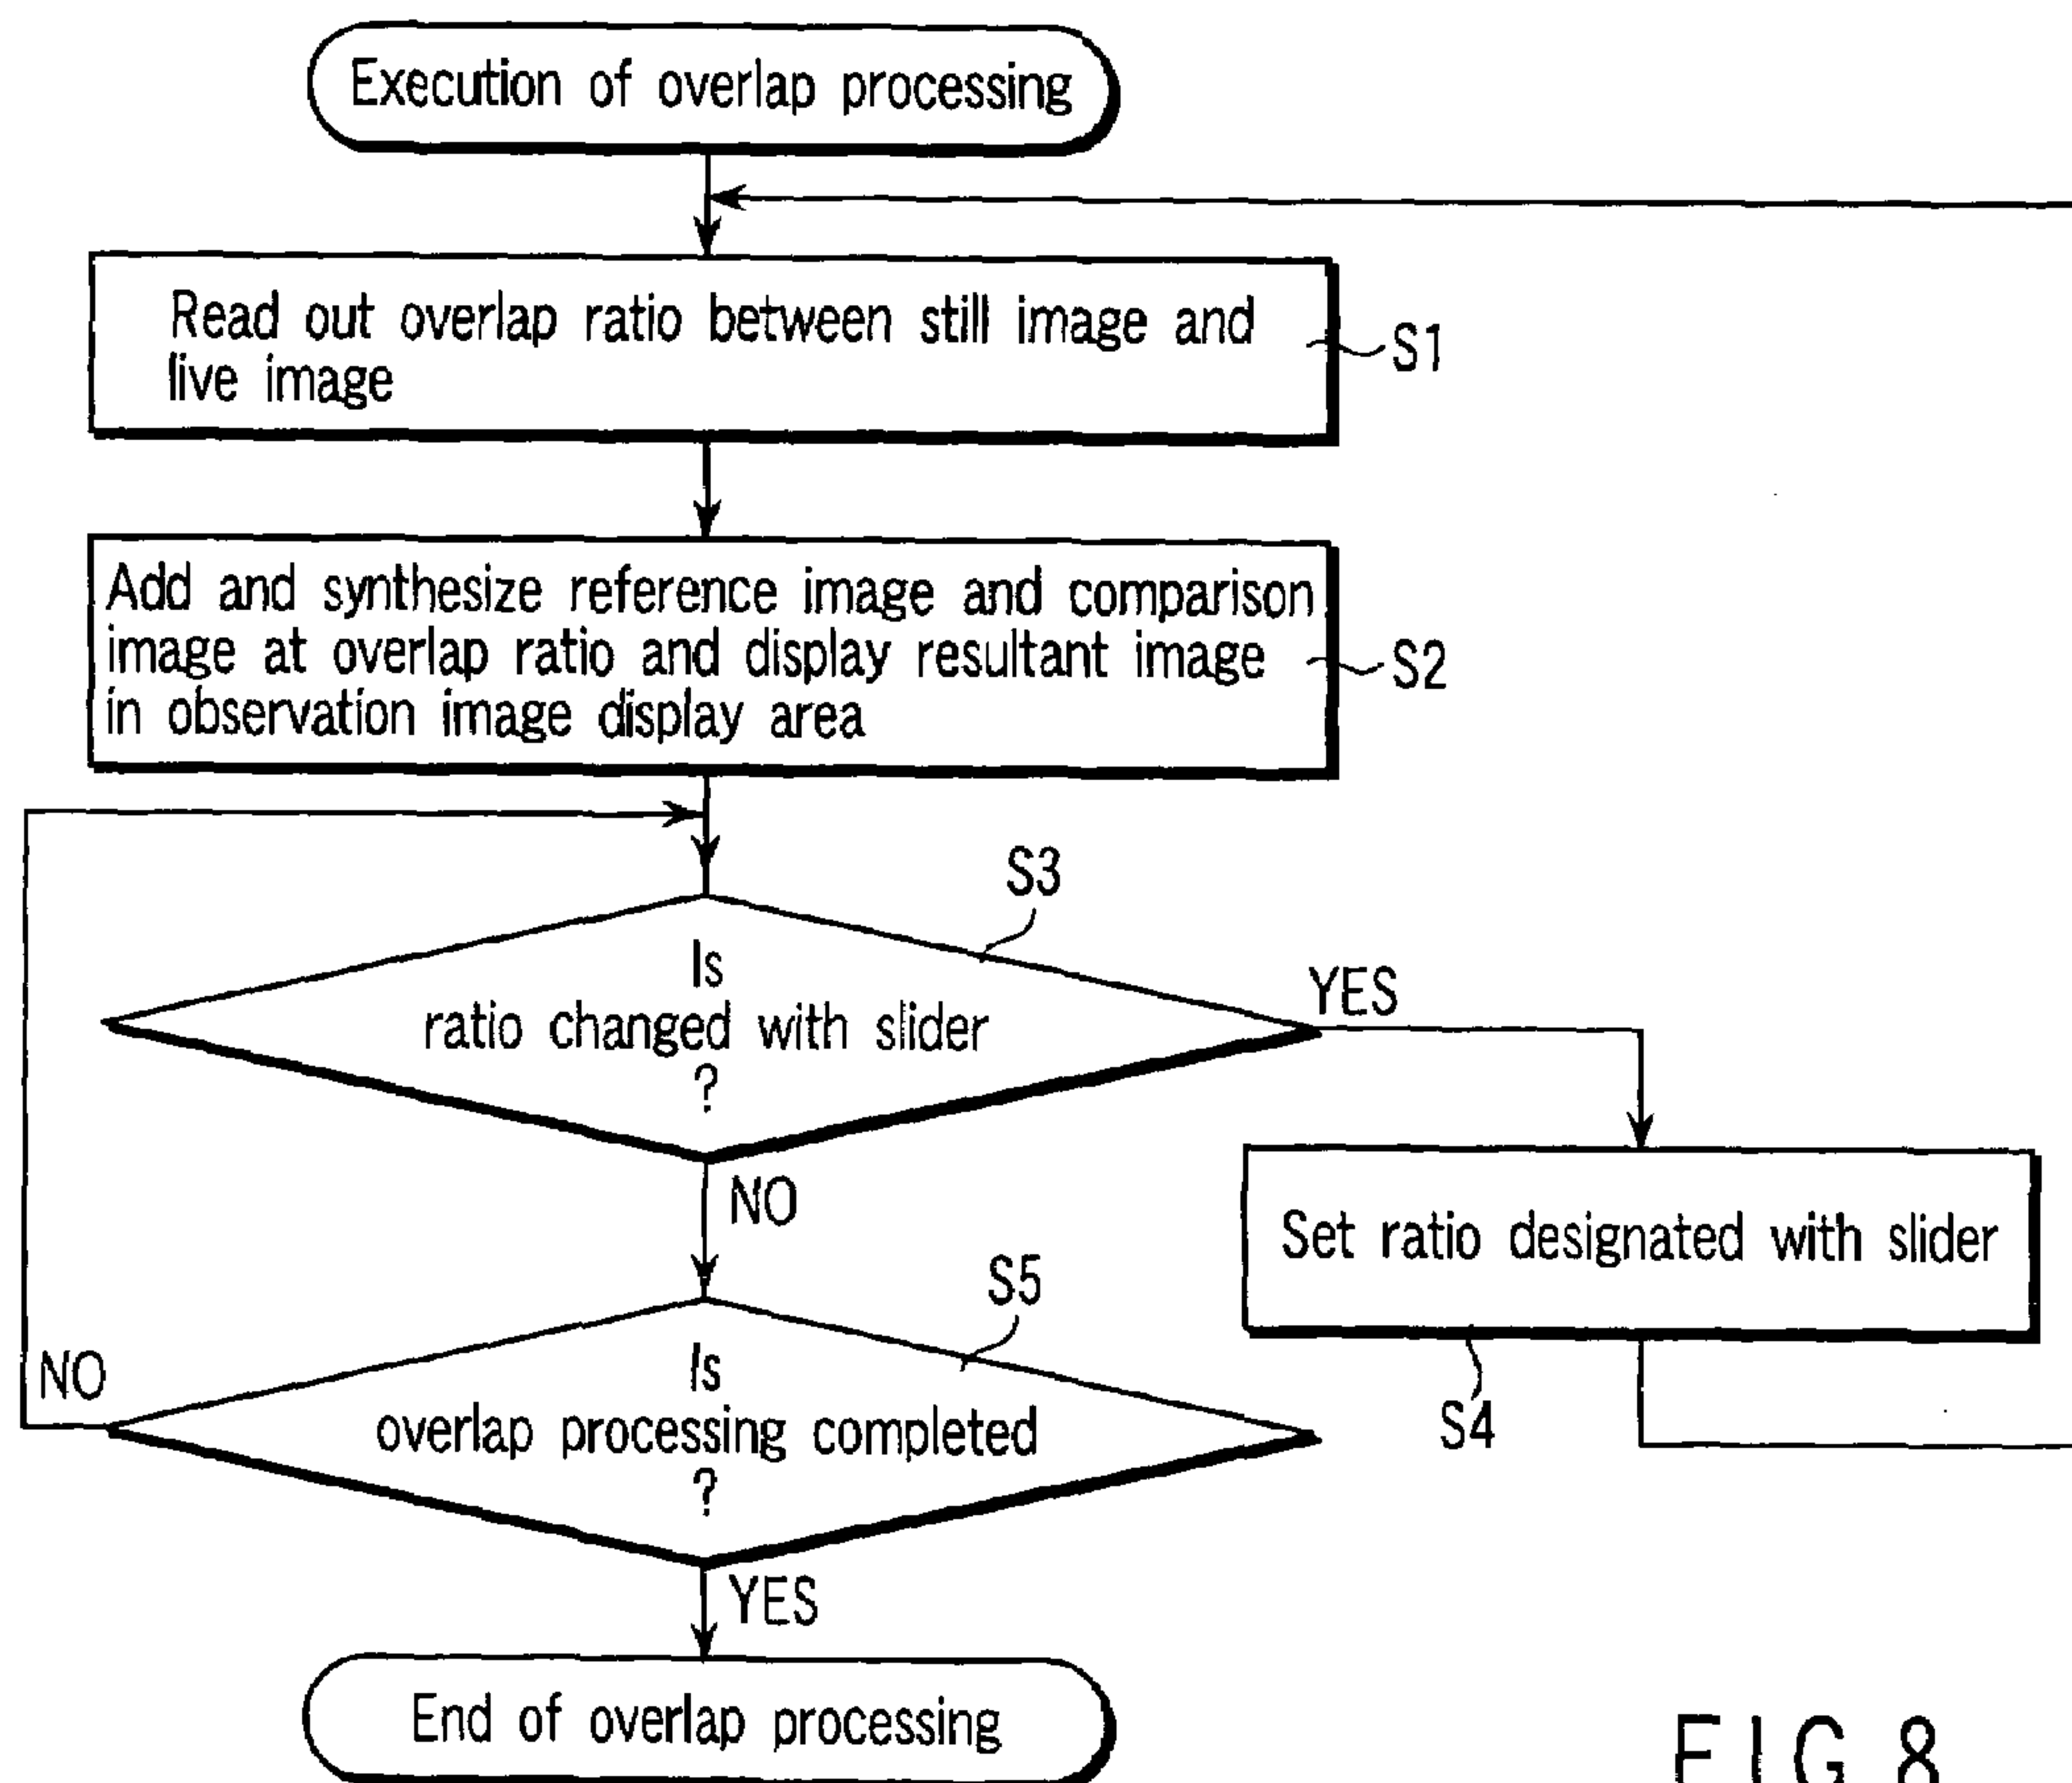 Execution of overlap processing
Read out overlap ratio between still image and
live image
S1
Add and synthesize reference image and comparison
image at overlap ratio and display resultant image
in observation image display area
S2
S3
Is
ratio changed with slider
?
YES
NO
Set ratio designated with slider
S4
S5
Is
overlap processing completed
?
NO
YES
End of overlap processing
FIG 8